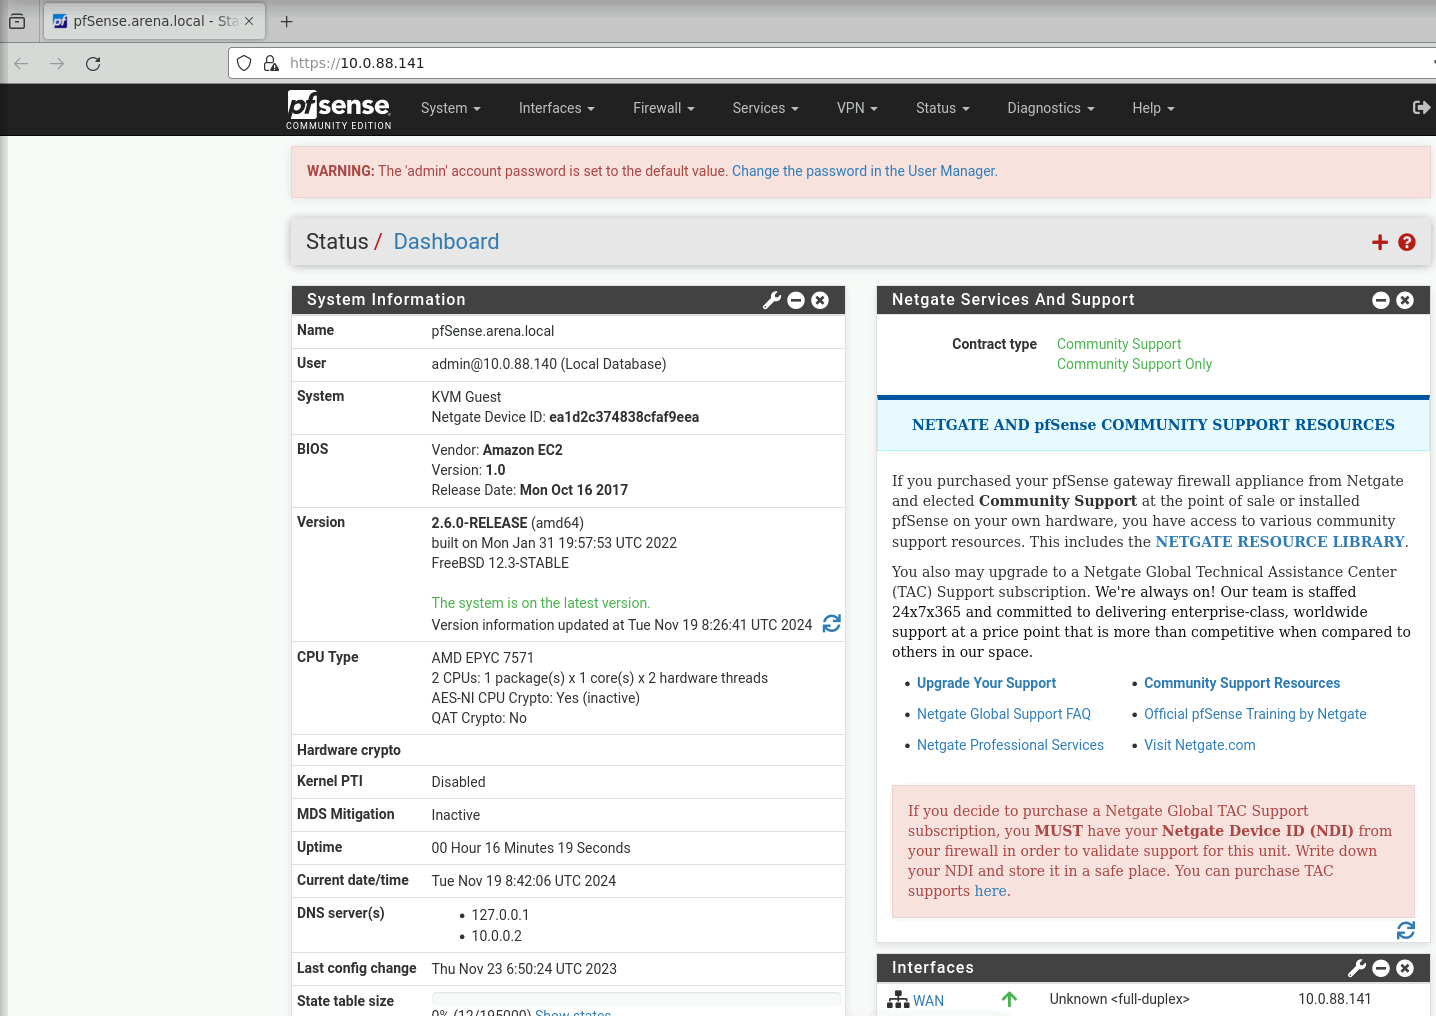 pfSense.arena.local - Sta
https://10.0.88.141
pfsense
COMMUNITY EDITION
System
Interfaces
Firewall
Services
VPN
Status
Diagnostics
Help
WARNING: The 'admin' account password is set to the default value. Change the password in the User Manager.
Status / Dashboard
System Information
Name
pfSense.arena.local
User
admin@10.0.88.140 (Local Database)
System
KVM Guest
Netgate Device ID: ea1d2c374838cfaf9eea
BIOS
Vendor: Amazon EC2
Version: 1.0
Release Date: Mon Oct 16 2017
Version
2.6.0-RELEASE (amd64)
built on Mon Jan 31 19:57:53 UTC 2022
FreeBSD 12.3-STABLE
The system is on the latest version.
Version information updated at Tue Nov 19 8:26:41 UTC 2024
CPU Type
AMD EPYC 7571
2 CPUs: 1 package(s) x 1 core(s) x 2 hardware threads
AES-NI CPU Crypto: Yes (inactive)
QAT Crypto: No
Hardware crypto
Kernel PTI
Disabled
MDS Mitigation
Inactive
Uptime
00 Hour 16 Minutes 19 Seconds
Current date/time
Tue Nov 19 8:42:06 UTC 2024
DNS server(s)
127.0.0.1
10.0.0.2
Last config change
Thu Nov 23 6:50:24 UTC 2023
State table size
0% (12/195000) Show states
Netgate Services And Support
Contract type
Community Support
Community Support Only
NETGATE AND pfSense COMMUNITY SUPPORT RESOURCES
If you purchased your pfSense gateway firewall appliance from Netgate
and elected Community Support at the point of sale or installed
pfSense on your own hardware, you have access to various community
support resources. This includes the NETGATE RESOURCE LIBRARY.
You also may upgrade to a Netgate Global Technical Assistance Center
(TAC) Support subscription. We're always on! Our team is staffed
24x7x365 and committed to delivering enterprise-class, worldwide
support at a price point that is more than competitive when compared to
others in our space.
Upgrade Your Support
Community Support Resources
Netgate Global Support FAQ
Official pfSense Training by Netgate
Netgate Professional Services
Visit Netgate.com
If you decide to purchase a Netgate Global TAC Support
subscription, you MUST have your Netgate Device ID (NDI) from
your firewall in order to validate support for this unit. Write down
your NDI and store it in a safe place. You can purchase TAC
supports here.
Interfaces
WAN
Unknown <full-duplex>
10.0.88.141